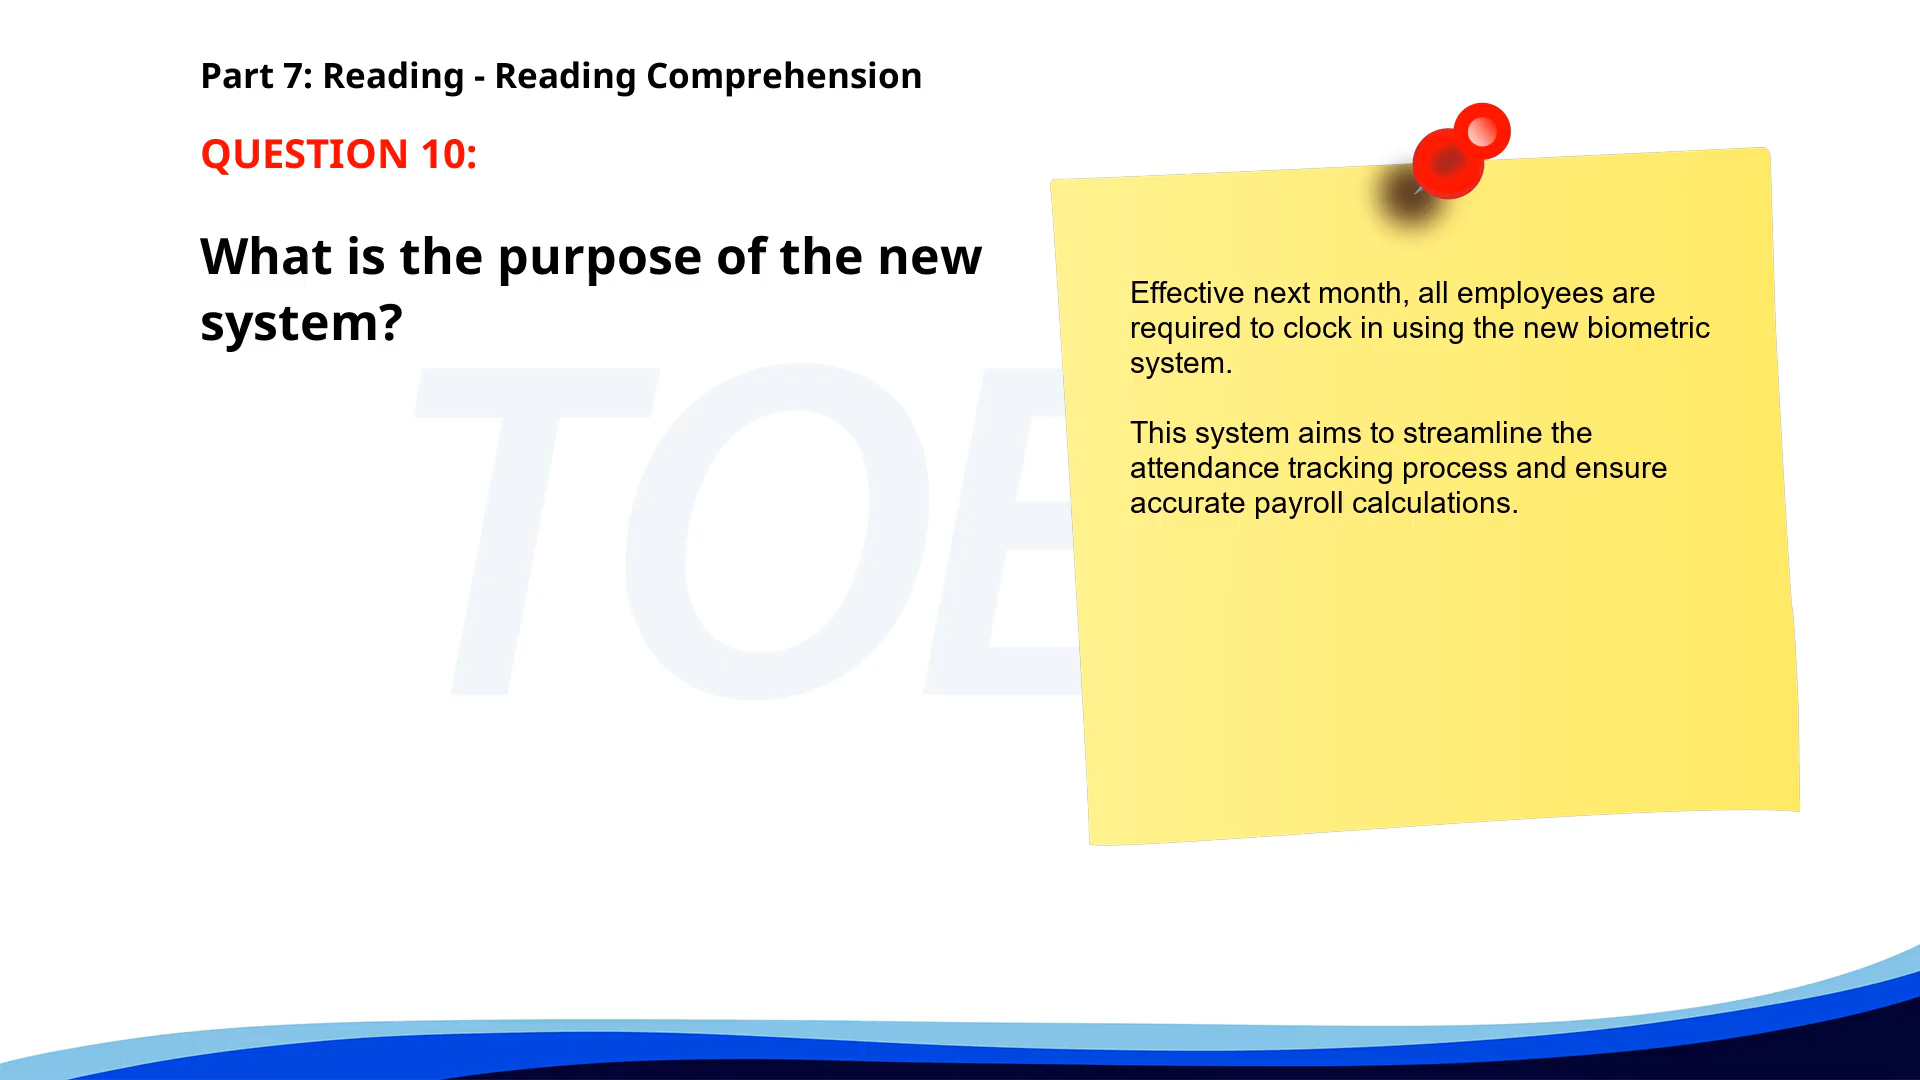 Part 7: Reading - Reading Comprehension
QUESTION 10:
What is the purpose of the new
system?
Effective next month, all employees are
required to clock in using the new biometric
system.
This system aims to streamline the
attendance tracking process and ensure
accurate payroll calculations.
TOE